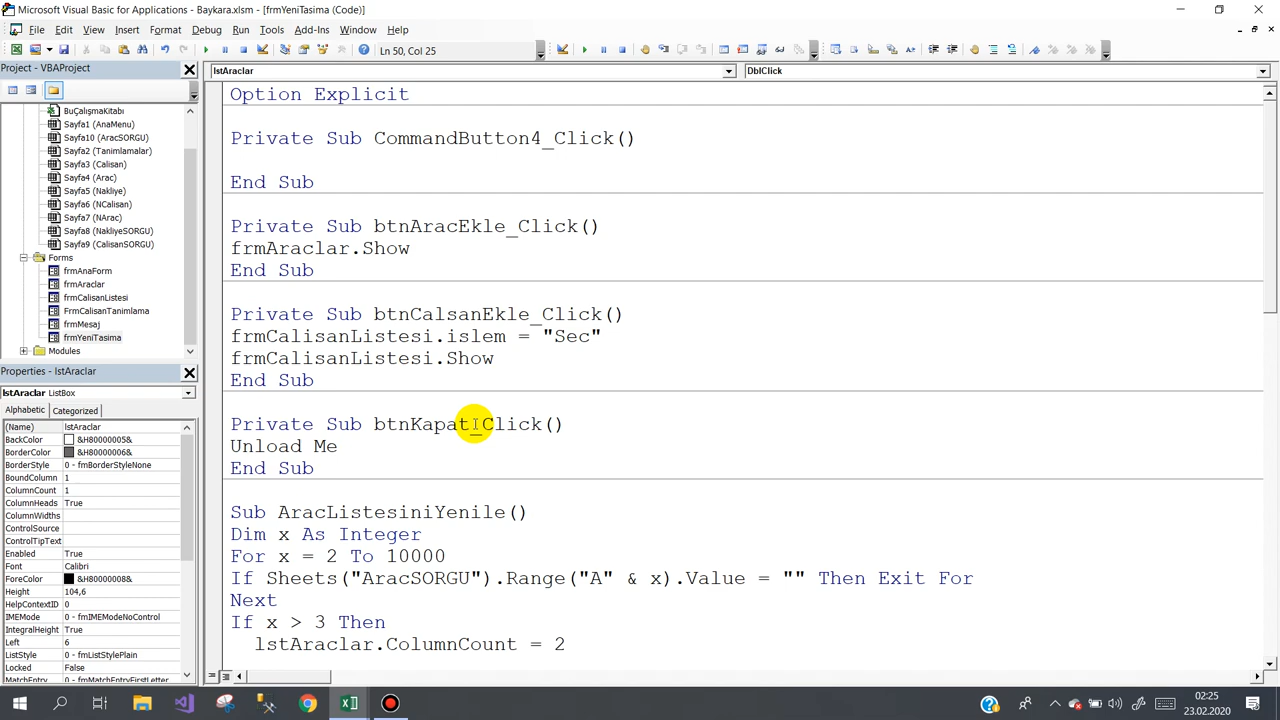 Microsoft Visual Basic for Applications - Baykara.xlsm - [frmYeniTasima (Code)]
File Edit View Insert Format Debug Run Tools Add-Ins Window Help
Ln 50, Col 25
Project - VBAProject
BuÇalışmaKitabı
Sayfa1 (AnaMenu)
Sayfa10 (AracSORGU)
Sayfa2 (Tanimlamalar)
Sayfa3 (Calisan)
Sayfa4 (Arac)
Sayfa5 (Nakliye)
Sayfa6 (NCalisan)
Sayfa7 (NArac)
Sayfa8 (NakliyeSORGU)
Sayfa9 (CalisanSORGU)
Forms
frmAnaForm
frmAraclar
frmCalisanListesi
FrmCalisanTanimlama
frmMesaj
frmYeniTasima
Modules
Properties - lstAraclar
lstAraclar ListBox
Alphabetic Categorized
(Name) lstAraclar
BackColor &H80000005&
BorderColor &H80000006&
BorderStyle 0 - fmBorderStyleNone
BoundColumn 1
ColumnCount 1
ColumnHeads True
ColumnWidths
ControlSource
ControlTipText
Enabled True
Font Calibri
ForeColor &H80000008&
Height 104,6
HelpContextID 0
IMEMode 0 - fmIMEModeNoControl
IntegralHeight True
Left 6
ListStyle 0 - fmListStylePlain
Locked False
MatchEntry 0 - fmMatchEntryFirstLetter
lstAraclar DblClick
Option Explicit
Private Sub CommandButton4_Click()
End Sub
Private Sub btnAracEkle_Click()
frmAraclar.Show
End Sub
Private Sub btnCalsanEkle_Click()
frmCalisanListesi.islem = "Sec"
frmCalisanListesi.Show
End Sub
Private Sub btnKapat_Click()
Unload Me
End Sub
Sub AracListesiniYenile()
Dim x As Integer
For x = 2 To 10000
If Sheets("AracSORGU").Range("A" & x).Value = "" Then Exit For
Next
If x > 3 Then
lstAraclar.ColumnCount = 2
02:25
23.02.2020